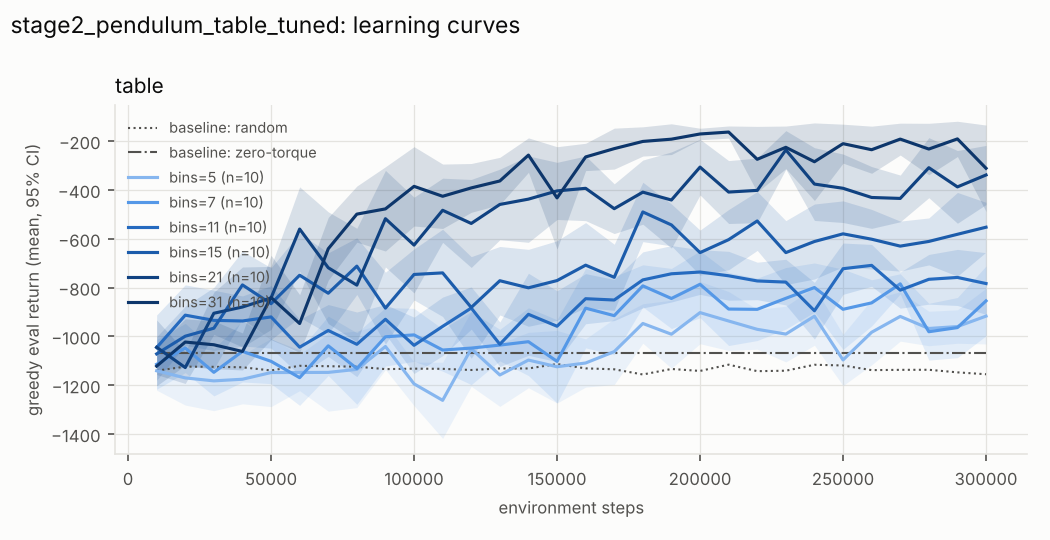 stage2_pendulum_table_tuned: learning curves
table
baseline: random
baseline: zero-torque
bins=5 (n=10)
bins=7 (n=10)
bins=11 (n=10)
bins=15 (n=10)
bins=21 (n=10)
bins=31 (n=10)
greedy eval return (mean, 95% CI)
−200
−400
−600
−800
−1000
−1200
−1400
0
50000
100000
150000
200000
250000
300000
environment steps